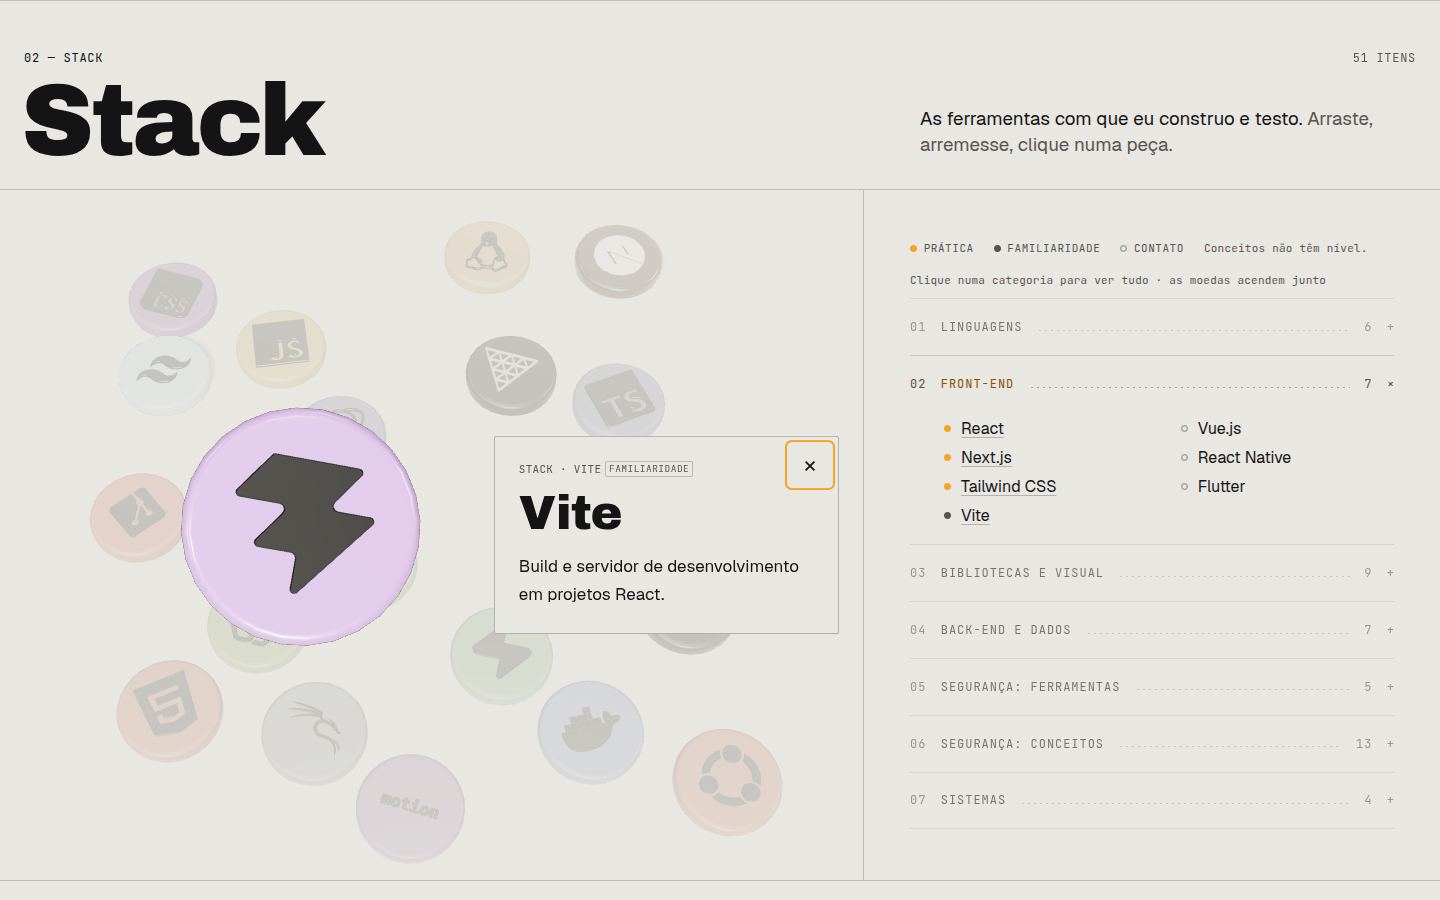 02 — STACK
51 ITENS
Stack
As ferramentas com que eu construo e testo. Arraste,
arremesse, clique numa peça.
PRÁTICA FAMILIARIDADE CONTATO Conceitos não têm nível.
Clique numa categoria para ver tudo · as moedas acendem junto
01 LINGUAGENS 6 +
02 FRONT-END 7 ×
React
Next.js
Tailwind CSS
Vite
Vue.js
React Native
Flutter
03 BIBLIOTECAS E VISUAL 9 +
04 BACK-END E DADOS 7 +
05 SEGURANÇA: FERRAMENTAS 5 +
06 SEGURANÇA: CONCEITOS 13 +
07 SISTEMAS 4 +
CSS
JS
TS
STACK · VITE FAMILIARIDADE
×
Vite
Build e servidor de desenvolvimento
em projetos React.
5
motion